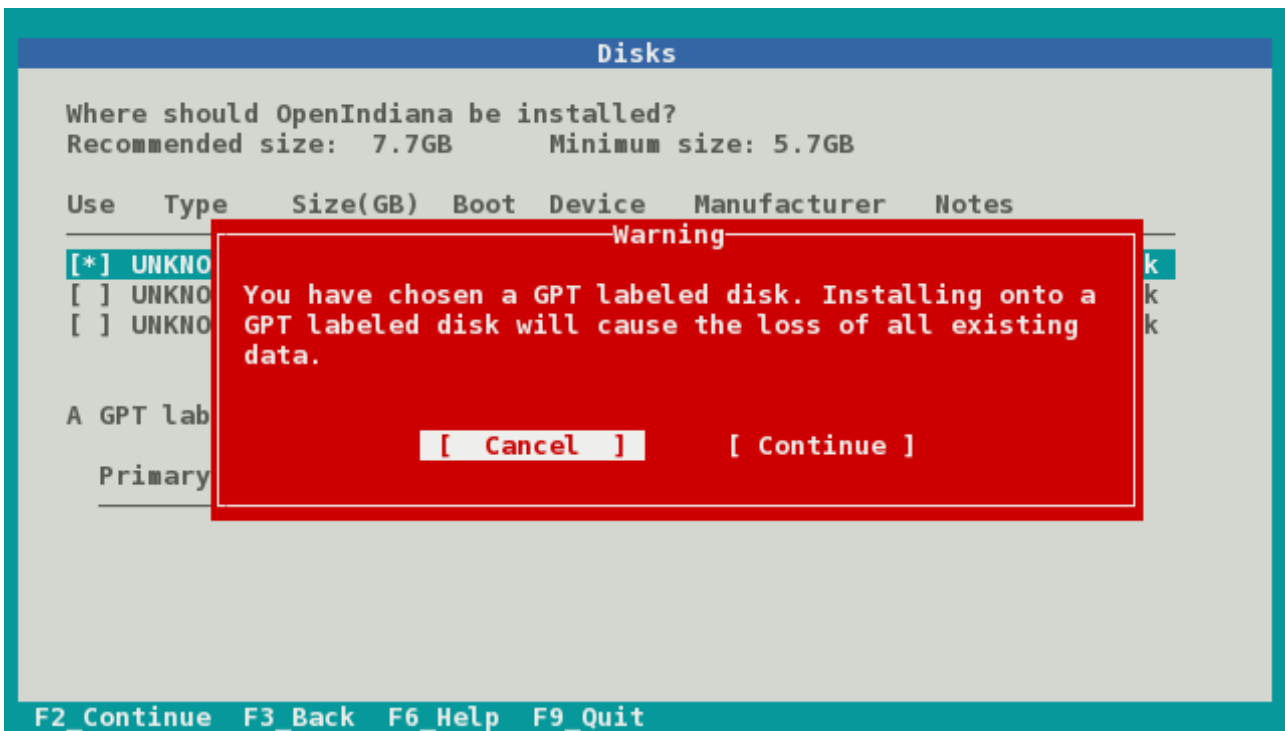 Disks
Where should OpenIndiana be installed?
Recommended size: 7.7GB Minimum size: 5.7GB
Use Type Size(GB) Boot Device Manufacturer Notes
Warning
[*] UNKNO k
[ ] UNKNO k
[ ] UNKNO k
You have chosen a GPT labeled disk. Installing onto a
GPT labeled disk will cause the loss of all existing
data.
A GPT lab
[ Cancel ] [ Continue ]
Primary
F2_Continue F3_Back F6_Help F9_Quit